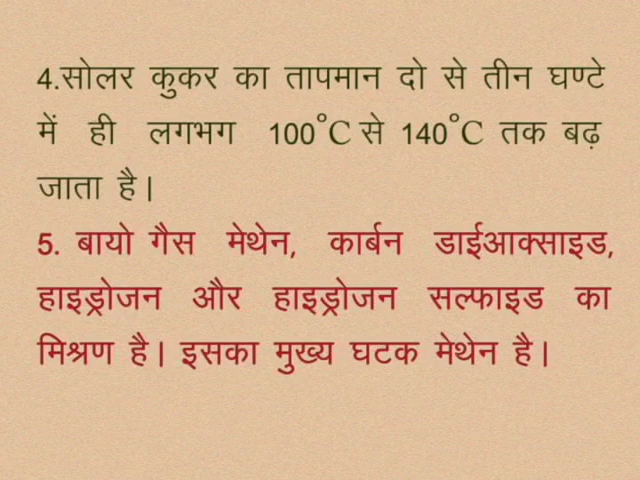 4.सोलर कुकर का तापमान दो से तीन घण्टे
में ही लगभग 100°C से 140°C तक बढ़
जाता है।
5. बायो गैस मेथेन, कार्बन डाईआक्साइड,
हाइड्रोजन और हाइड्रोजन सल्फाइड का
मिश्रण है। इसका मुख्य घटक मेथेन है।